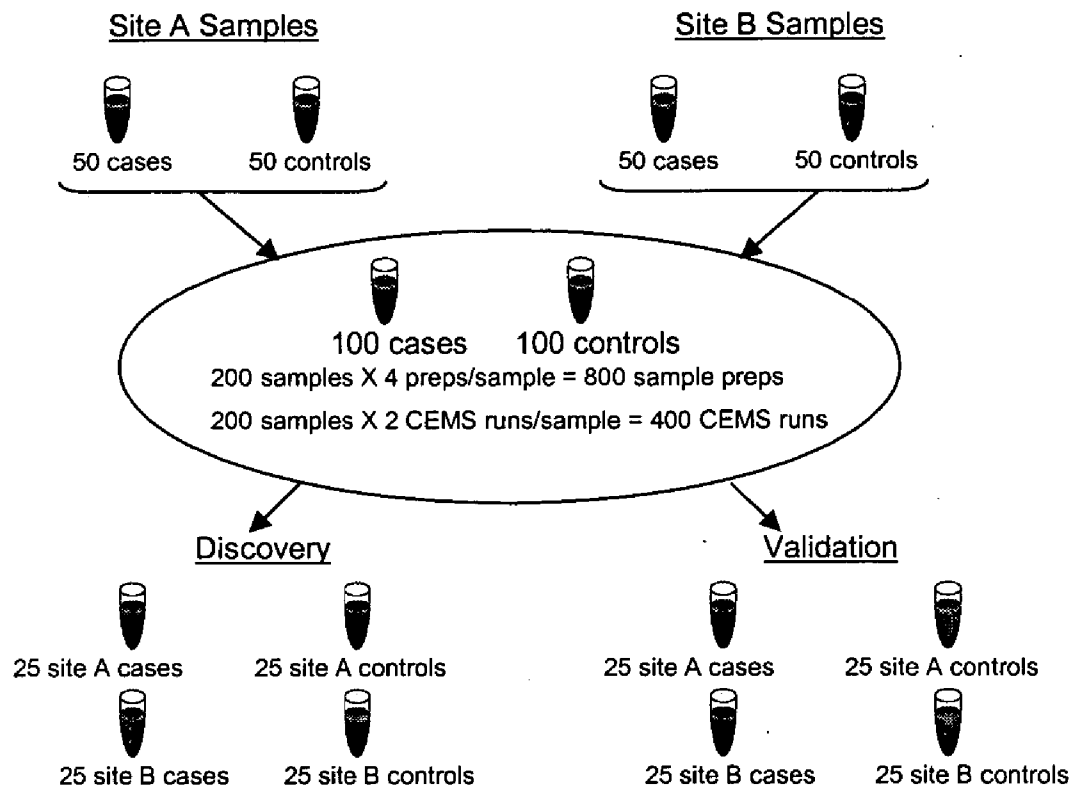 Site A Samples
Site B Samples
50 cases
50 controls
50 cases
50 controls
100 cases
100 controls
200 samples X 4 preps/sample = 800 sample preps
200 samples X 2 CEMS runs/sample = 400 CEMS runs
Discovery
Validation
25 site A cases
25 site A controls
25 site A cases
25 site A controls
25 site B cases
25 site B controls
25 site B cases
25 site B controls